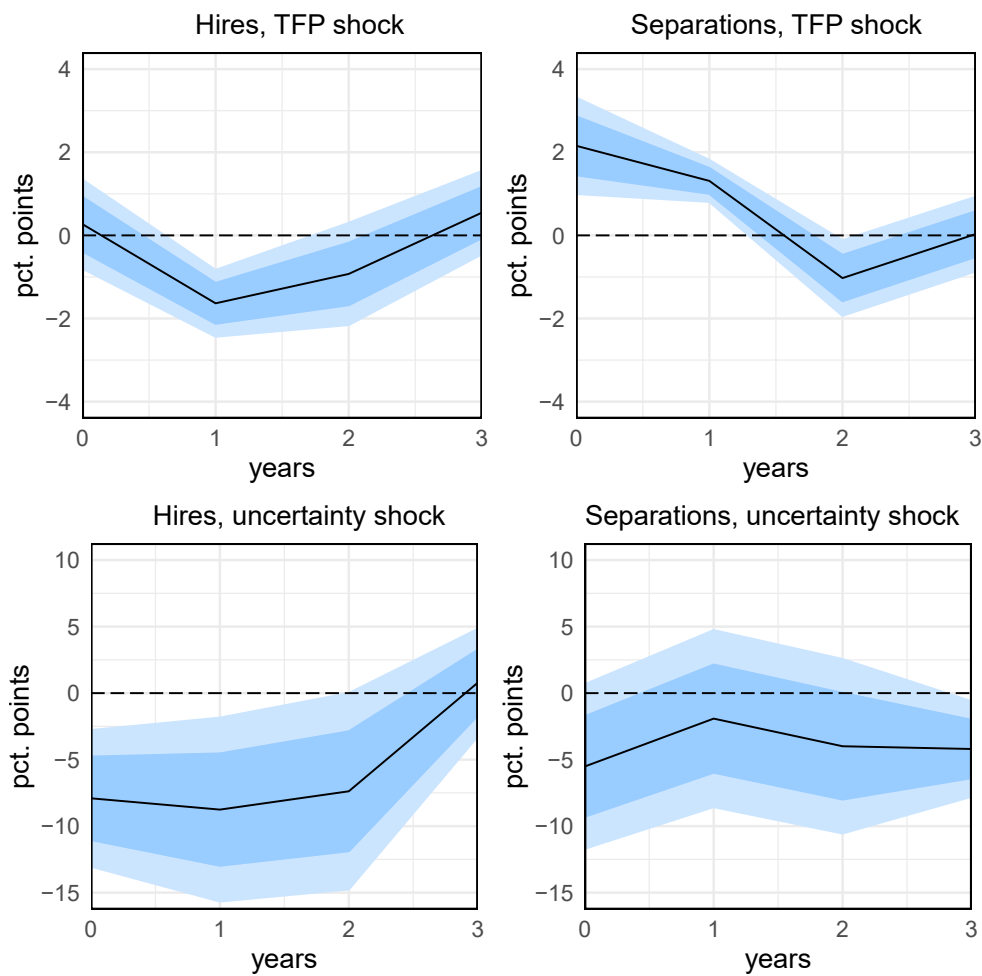 Hires, TFP shock
Separations, TFP shock
pct. points
4
2
0
−2
−4
0 1 2 3
years
pct. points
4
2
0
−2
−4
0 1 2 3
years
Hires, uncertainty shock
Separations, uncertainty shock
pct. points
10
5
0
−5
−10
−15
0 1 2 3
years
pct. points
10
5
0
−5
−10
−15
0 1 2 3
years